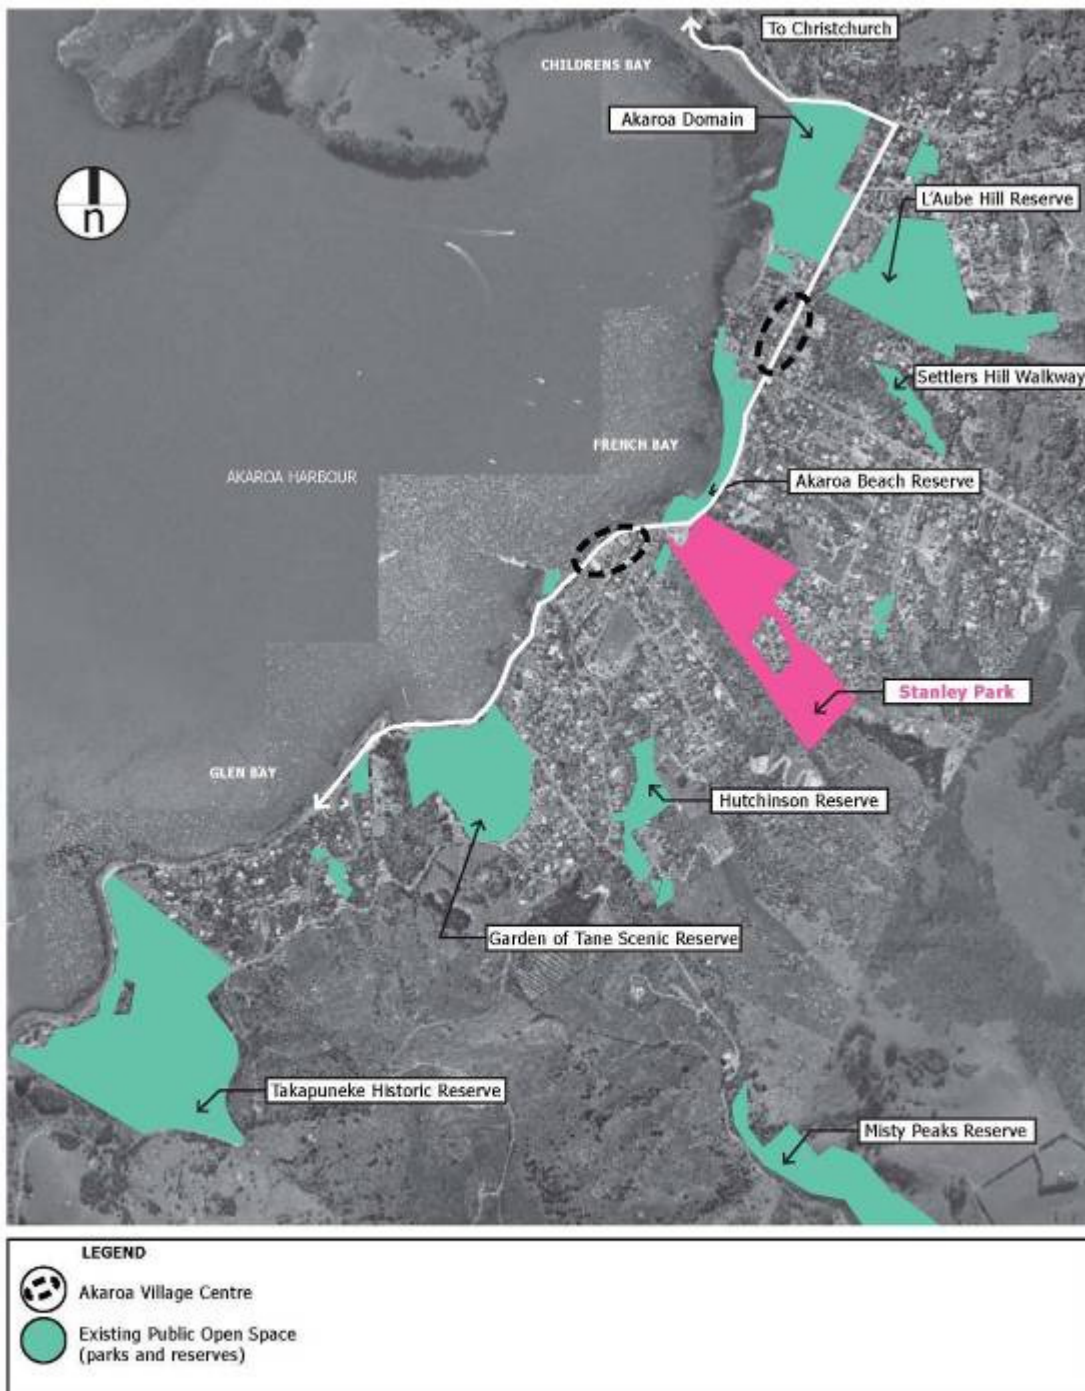 To Christchurch
CHILDRENS BAY
Akaroa Domain
n
L'Aube Hill Reserve
Settlers Hill Walkway
FRENCH BAY
AKAROA HARBOUR
Akaroa Beach Reserve
Stanley Park
GLEN BAY
Hutchinson Reserve
Garden of Tane Scenic Reserve
Takapuneke Historic Reserve
Misty Peaks Reserve
LEGEND
Akaroa Village Centre
Existing Public Open Space
(parks and reserves)